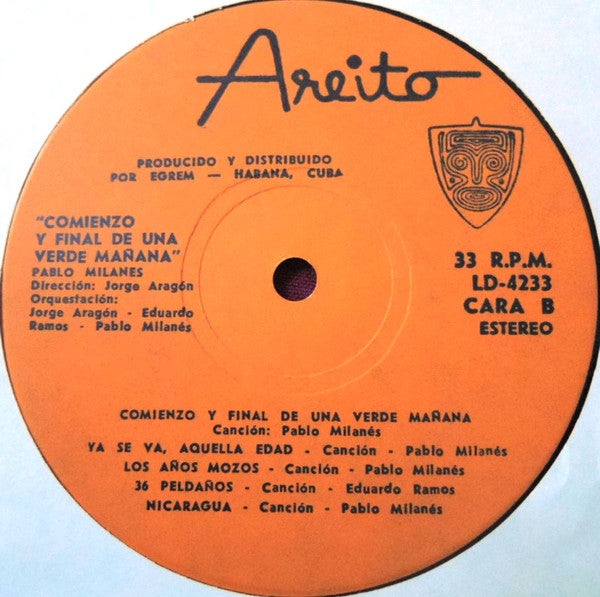 Areito
PRODUCIDO Y DISTRIBUIDO
POR EGREM — HABANA, CUBA
"COMIENZO
Y FINAL DE UNA
VERDE MAÑANA"
PABLO MILANES
Dirección: Jorge Aragón
Orquestación:
Jorge Aragón - Eduardo
Ramos - Pablo Milanés
33 R.P.M.
LD-4233
CARA B
ESTEREO
COMIENZO Y FINAL DE UNA VERDE MAÑANA
Canción: Pablo Milanés
YA SE VA, AQUELLA EDAD - Canción - Pablo Milanés
LOS AÑOS MOZOS - Canción - Pablo Milanés
36 PELDAÑOS - Canción - Eduardo Ramos
NICARAGUA - Canción - Pablo Milanés